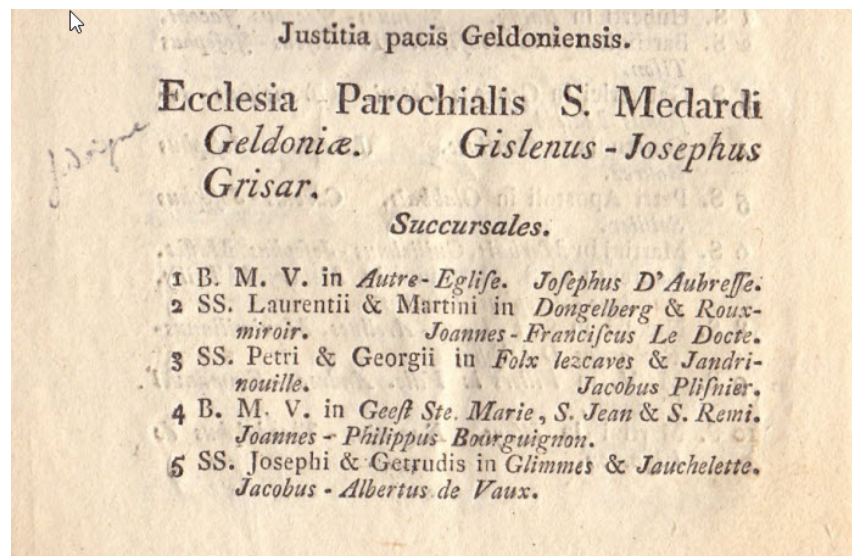 Justitia pacis Geldoniensis.
Ecclesia Parochialis S. Medardi
Geldoniæ. Gislenus - Josephus
Grisar.
Succursales.
1 B. M. V. in Autre-Egliſe. Joſephus D'Aubreſſe.
2 SS. Laurentii & Martini in Dongelberg & Roux-
miroir. Joannes-Franciſcus Le Docte.
3 SS. Petri & Georgii in Folx lezcaves & Jandri-
nouille. Jacobus Pliſnier.
4 B. M. V. in Geeſt Ste. Marie, S. Jean & S. Remi.
Joannes - Philippus Bourguignon.
5 SS. Josephi & Getrudis in Glimmes & Jauchelette.
Jacobus - Albertus de Vaux.